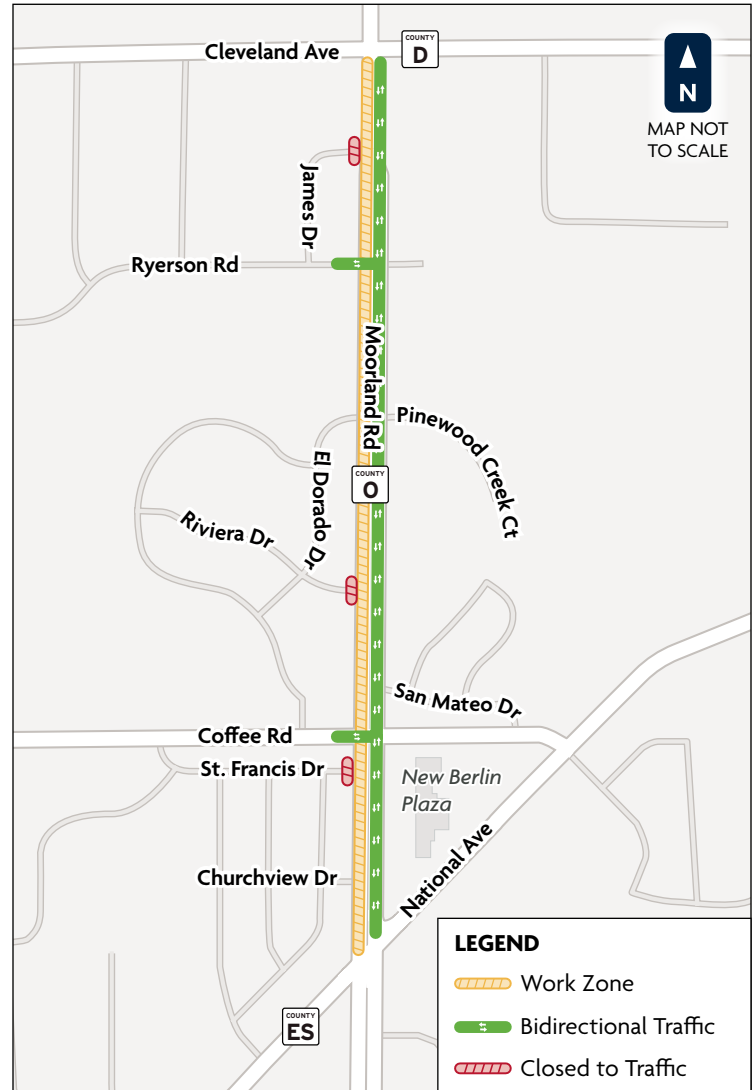 Cleveland Ave
COUNTY
D
N
MAP NOT
TO SCALE
James Dr
Ryerson Rd
Moorland Rd
Pinewood Creek Ct
El Dorado Dr
COUNTY
O
Riviera Dr
San Mateo Dr
Coffee Rd
St. Francis Dr
New Berlin
Plaza
Churchview Dr
National Ave
COUNTY
ES
LEGEND
Work Zone
Bidirectional Traffic
Closed to Traffic